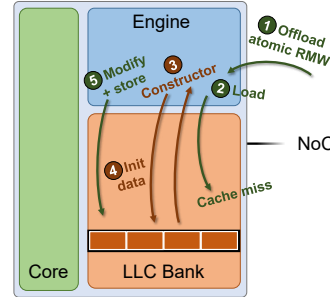 Engine
1 Offload
atomic RMW
5 Modify
+ store
3
Constructor
2 Load
4 Init
data
Cache miss
NoC
Core
LLC Bank